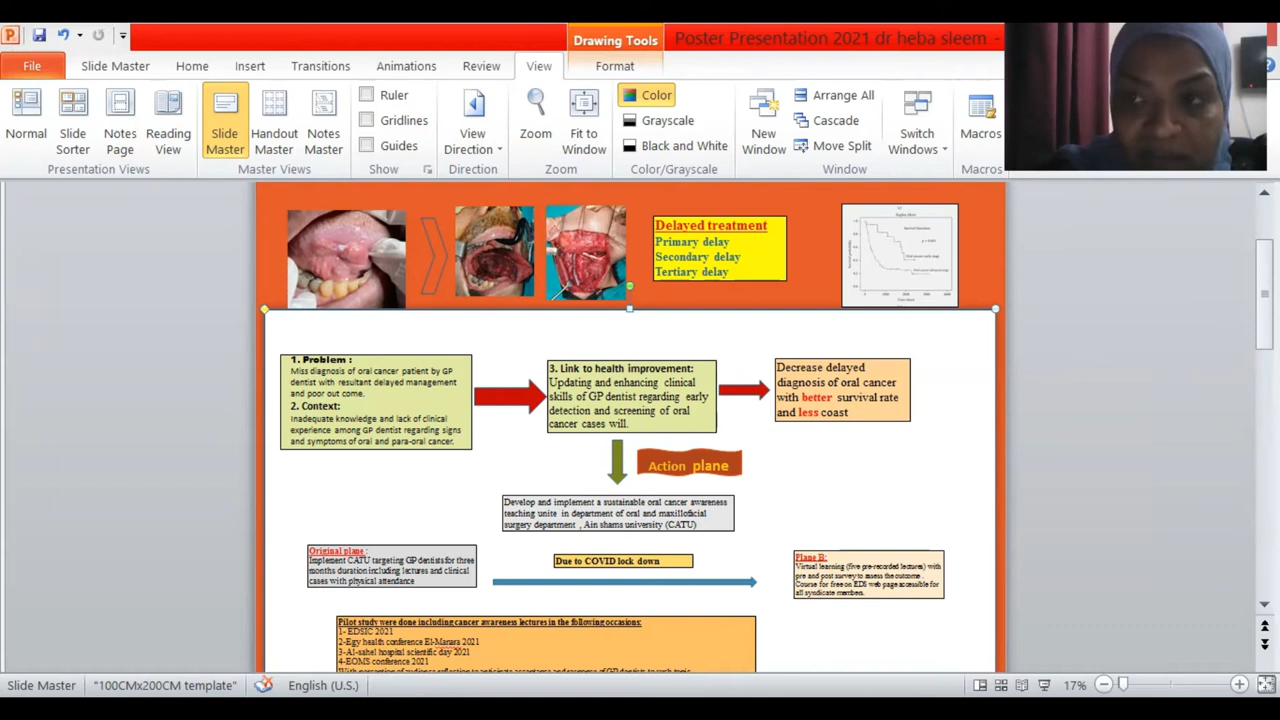 Drawing Tools
Poster Presentation 2021 dr heba sleem -
File
Slide Master
Home
Insert
Transitions
Animations
Review
View
Format
Normal
Slide Sorter
Notes Page
Reading View
Slide Master
Handout Master
Notes Master
Ruler
Gridlines
Guides
View Direction
Zoom
Fit to Window
Color
Grayscale
Black and White
New Window
Arrange All
Cascade
Move Split
Switch Windows
Macros
Presentation Views
Master Views
Show
Direction
Zoom
Color/Grayscale
Window
Macros
Delayed treatment
Primary delay
Secondary delay
Tertiary delay
1. Problem :
Miss diagnosis of oral cancer patient by GP
dentist with resultant delayed management
and poor out come.
2. Context:
Inadequate knowledge and lack of clinical
experience among GP dentist regarding signs
and symptoms of oral and para-oral cancer.
3. Link to health improvement:
Updating and enhancing clinical
skills of GP dentist regarding early
detection and screening of oral
cancer cases will.
Decrease delayed
diagnosis of oral cancer
with better survival rate
and less coast
Action plane
Develop and implement a sustainable oral cancer awareness
teaching unite in department of oral and maxillofacial
surgery department , Ain shams university (CATU)
Original plane :
Implement CATU targeting GP dentists for three
months duration including lectures and clinical
cases with physical attendance
Due to COVID lock down
Plane B:
Virtual learning (five pre-recorded lectures) with
pre and post survey to assess the outcome .
Course for free on EDS web page accessible for
all syndicate members.
Pilot study were done including cancer awareness lectures in the following occasions:
1- EDSIC 2021
2-Egy health conference El-Manara 2021
3-Al-sahel hospital scientific day 2021
4-EOMS conference 2021
Slide Master
"100CMx200CM template"
English (U.S.)
17%